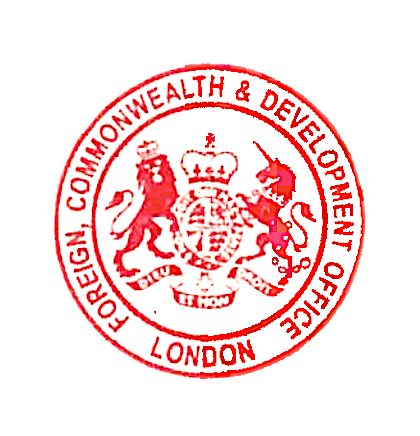 FOREIGN, COMMONWEALTH & DEVELOPMENT OFFICE
LONDON
DIEU
ET MON
DROIT